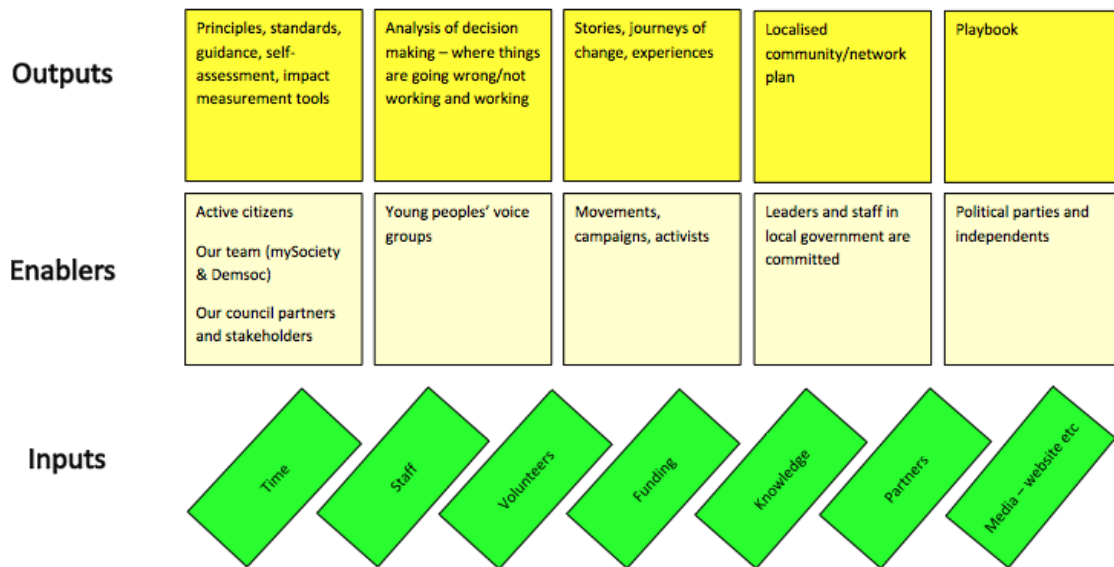 Outputs
Principles, standards,
guidance, self-
assessment, impact
measurement tools
Analysis of decision
making – where things
are going wrong/not
working and working
Stories, journeys of
change, experiences
Localised
community/network
plan
Playbook
Enablers
Active citizens
Our team (mySociety
& Demsoc)
Our council partners
and stakeholders
Young peoples’ voice
groups
Movements,
campaigns, activists
Leaders and staff in
local government are
committed
Political parties and
independents
Inputs
Time
Staff
Volunteers
Funding
Knowledge
Partners
Media – website etc